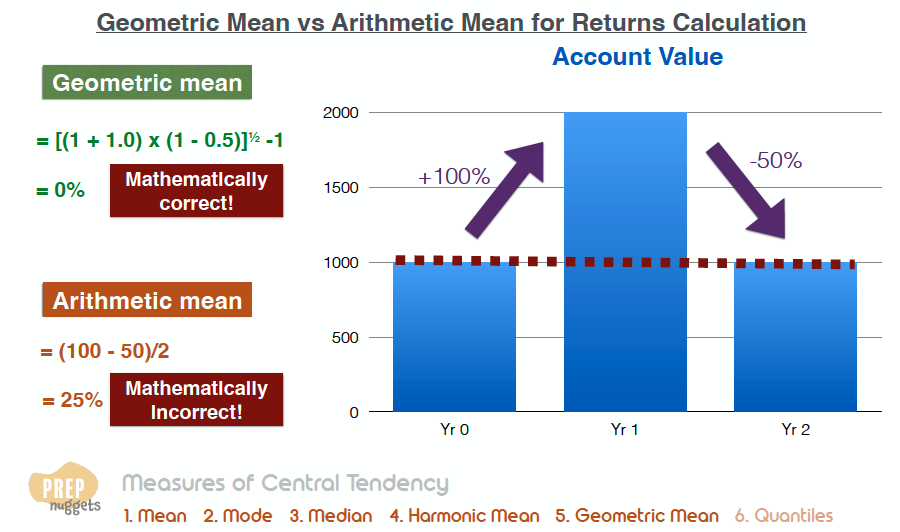 Geometric Mean vs Arithmetic Mean for Returns Calculation
Geometric mean
= [(1 + 1.0) x (1 - 0.5)]½ -1
= 0%
Mathematically
correct!
Arithmetic mean
= (100 - 50)/2
= 25%
Mathematically
Incorrect!
Account Value
2000
1500
1000
500
0
+100%
-50%
Yr 0
Yr 1
Yr 2
PREP
nuggets
Measures of Central Tendency
1. Mean 2. Mode 3. Median 4. Harmonic Mean 5. Geometric Mean 6. Quantiles